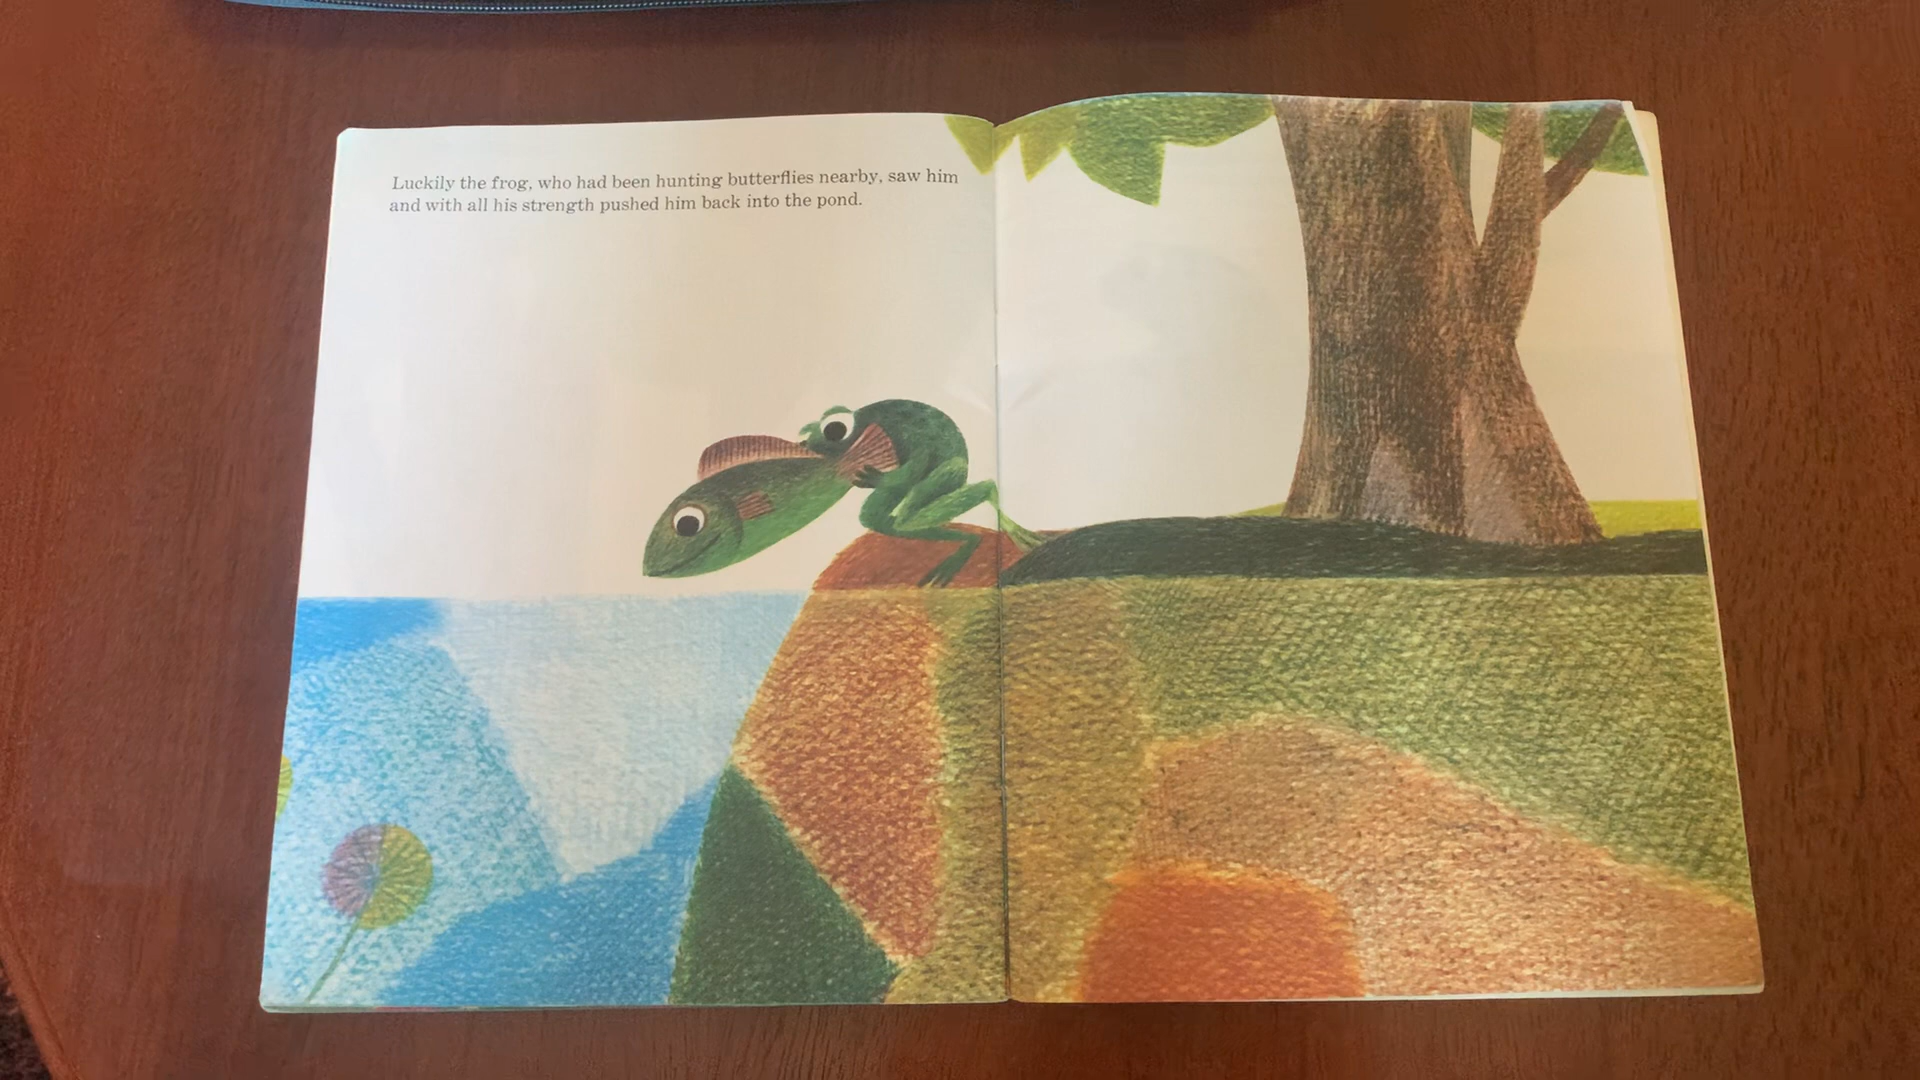 Luckily the frog, who had been hunting butterflies nearby, saw him
and with all his strength pushed him back into the pond.